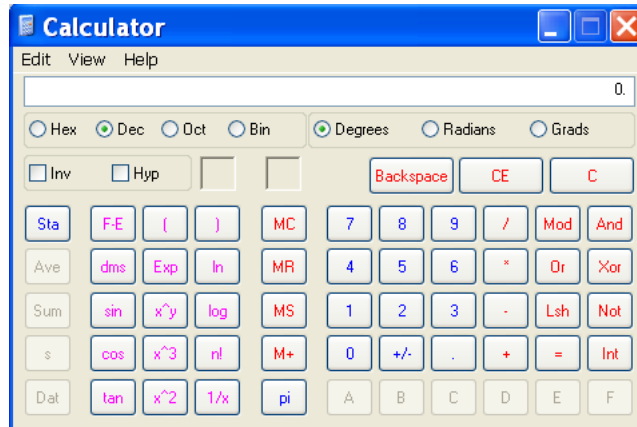 Calculator
Edit View Help
0.
Hex Dec Oct Bin Degrees Radians Grads
Inv Hyp Backspace CE C
Sta F-E ( ) MC 7 8 9 / Mod And
Ave dms Exp ln MR 4 5 6 * Or Xor
Sum sin x^y log MS 1 2 3 - Lsh Not
s cos x^3 n! M+ 0 +/- . + = Int
Dat tan x^2 1/x pi A B C D E F